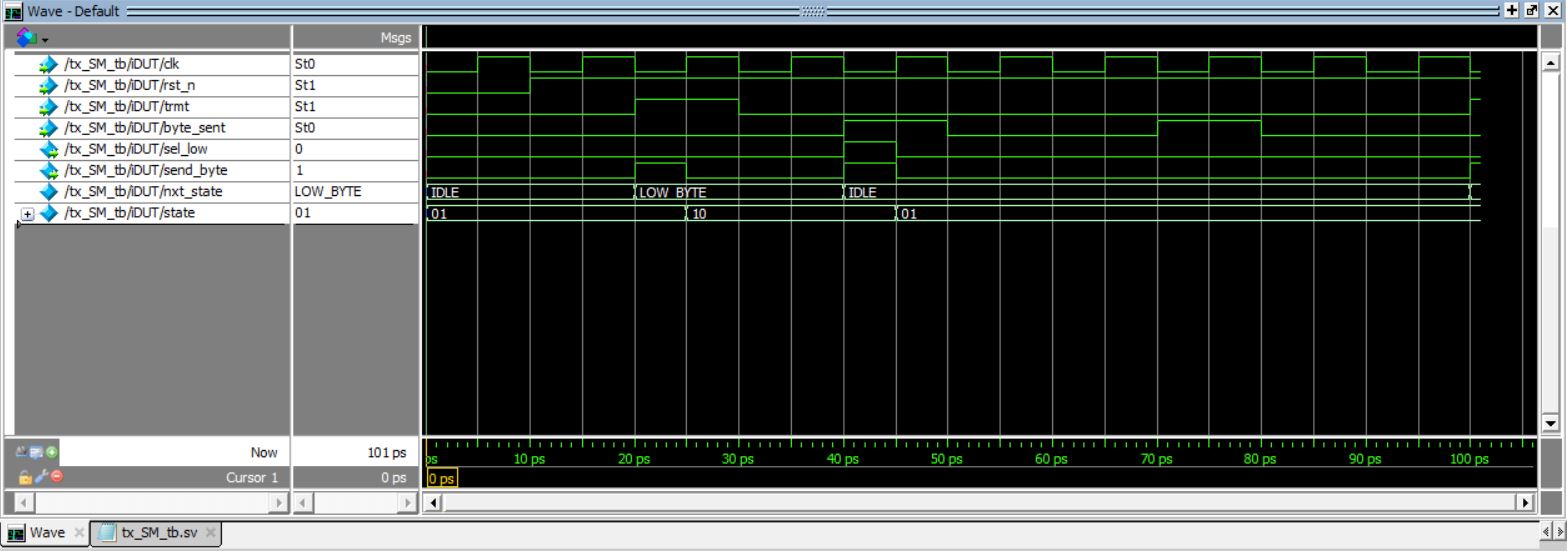 Wave - Default
Msgs
/tx_SM_tb/iDUT/clk St0
/tx_SM_tb/iDUT/rst_n St1
/tx_SM_tb/iDUT/trmt St1
/tx_SM_tb/iDUT/byte_sent St0
/tx_SM_tb/iDUT/sel_low 0
/tx_SM_tb/iDUT/send_byte 1
/tx_SM_tb/iDUT/nxt_state LOW_BYTE IDLE LOW_BYTE IDLE
/tx_SM_tb/iDUT/state 01 01 10 01
Now 101 ps ps 10 ps 20 ps 30 ps 40 ps 50 ps 60 ps 70 ps 80 ps 90 ps 100 ps
Cursor 1 0 ps 0 ps
Wave tx_SM_tb.sv